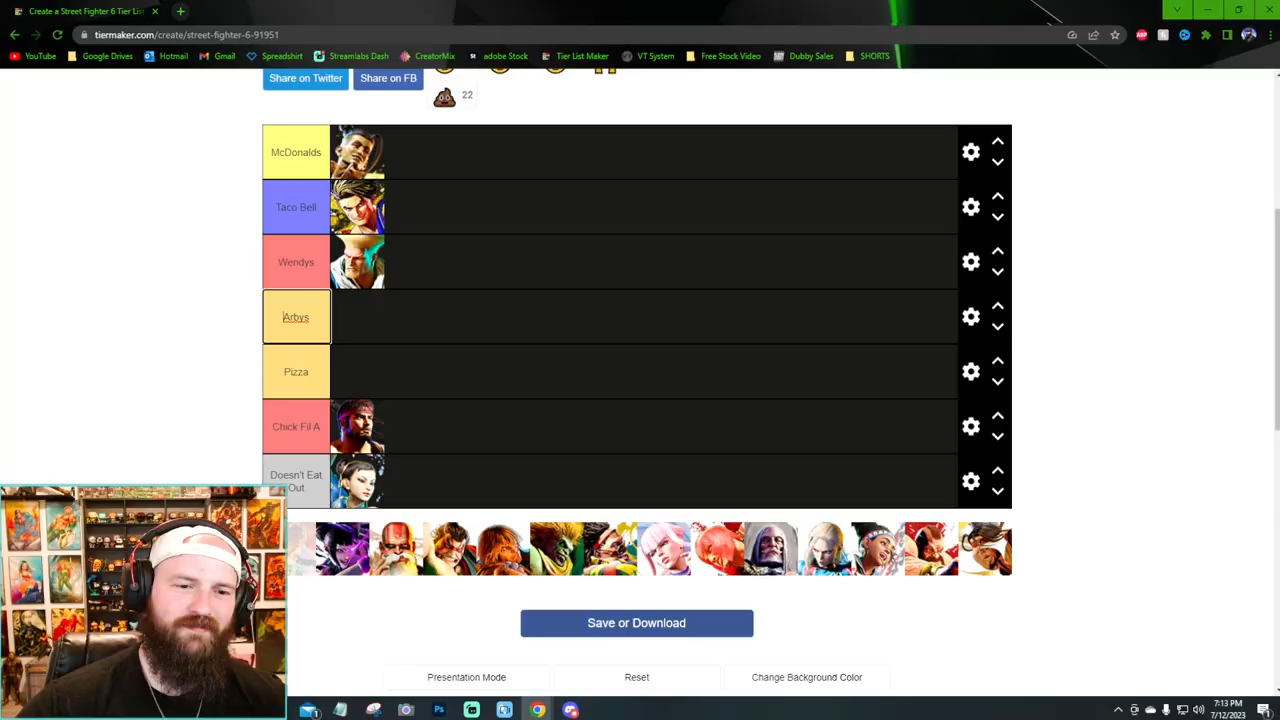 Create a Street Fighter 6 Tier List
tiermaker.com/create/street-fighter-6-91951
YouTube
Google Drives
Hotmail
Gmail
Spreadshirt
Streamlabs Dash
CreatorMix
adobe Stock
Tier List Maker
VT System
Free Stock Video
Dubby Sales
SHORTS
Share on Twitter
Share on FB
22
McDonalds
Taco Bell
Wendys
Arbys
Pizza
Chick Fil A
Doesn't Eat
Out
Save or Download
Presentation Mode
Reset
Change Background Color
7:13 PM
7/12/2023